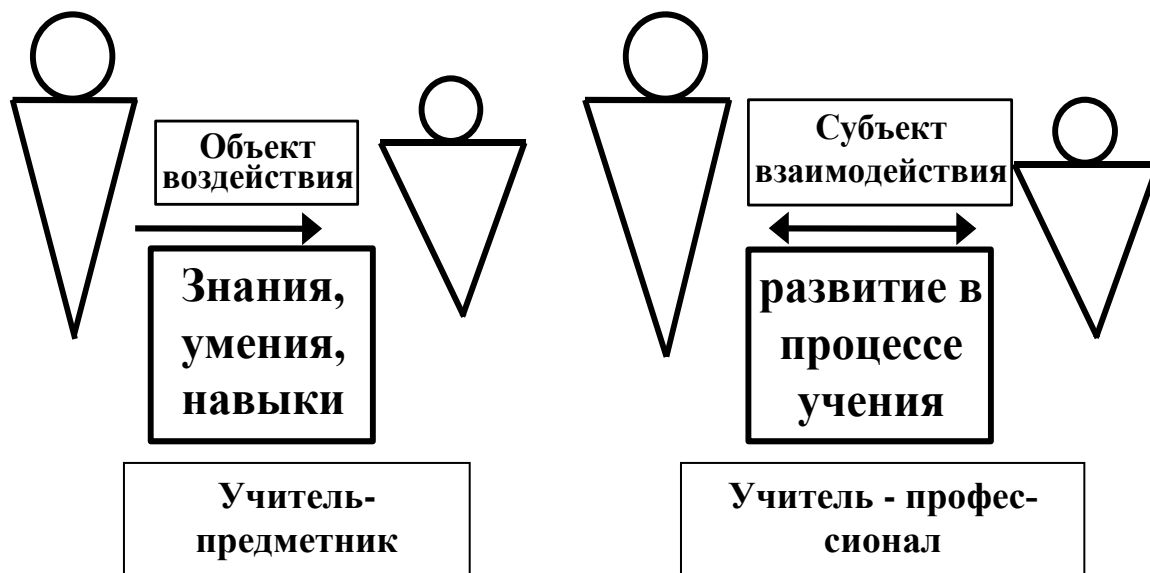 Объект
воздействия
Знания,
умения,
навыки
Учитель-
предметник
Субъект
взаимодействия
развитие в
процессе
учения
Учитель - профес-
сионал